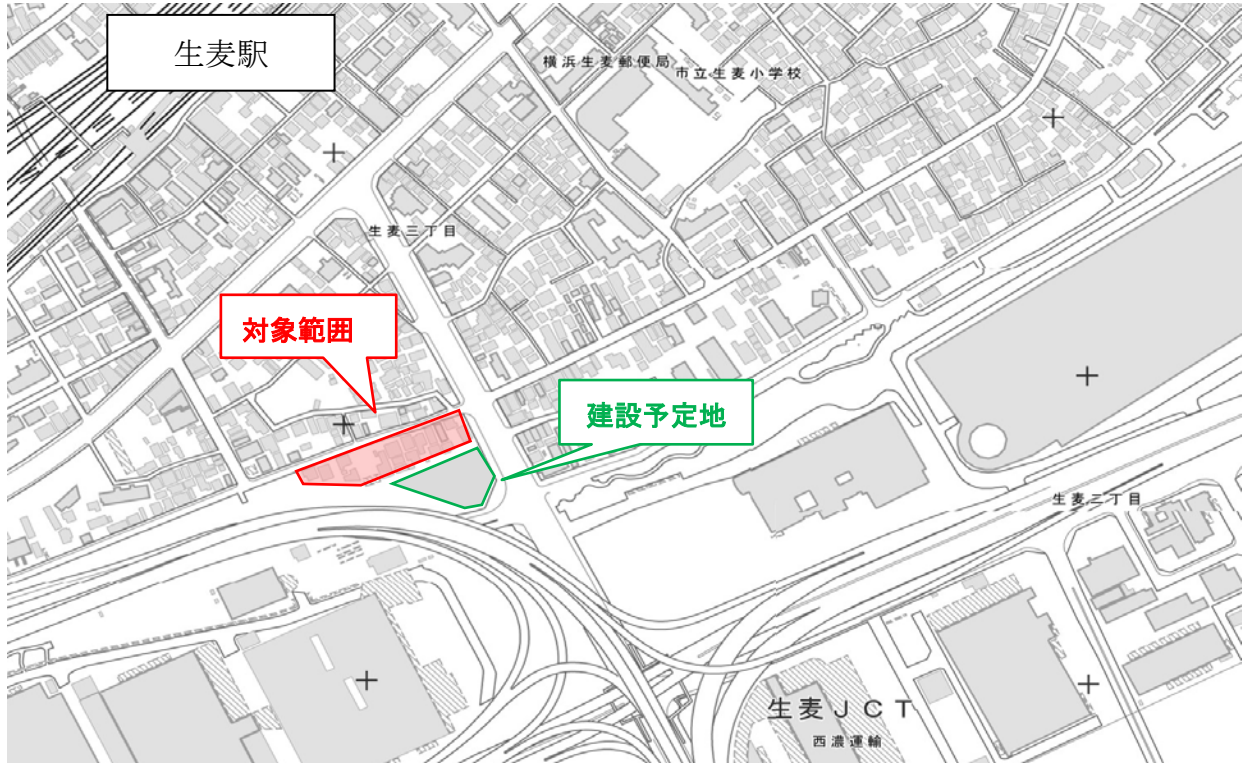 生麦駅
横浜生麦郵便局
市立生麦小学校
生麦三丁目
対象範囲
建設予定地
生麦二丁目
生麦JCT
西濃運輸